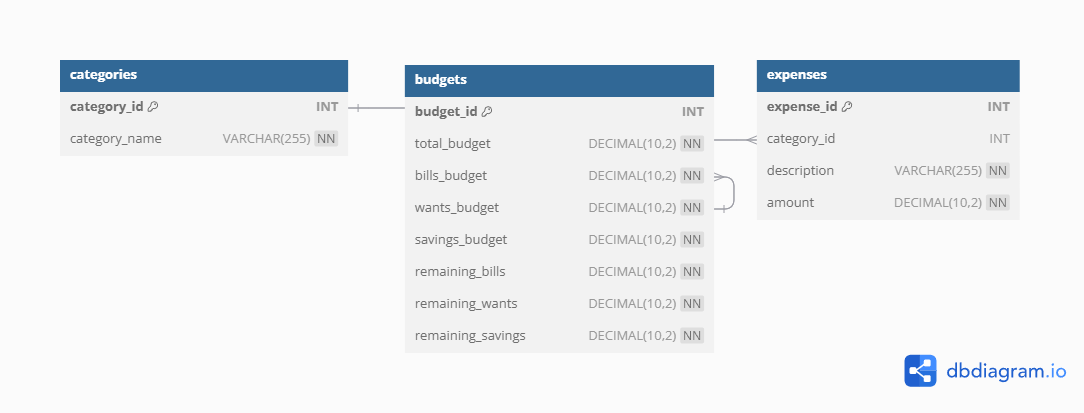 categories
category_id INT
category_name VARCHAR(255) NN
budgets
budget_id INT
total_budget DECIMAL(10,2) NN
bills_budget DECIMAL(10,2) NN
wants_budget DECIMAL(10,2) NN
savings_budget DECIMAL(10,2) NN
remaining_bills DECIMAL(10,2) NN
remaining_wants DECIMAL(10,2) NN
remaining_savings DECIMAL(10,2) NN
expenses
expense_id INT
category_id INT
description VARCHAR(255) NN
amount DECIMAL(10,2) NN
dbdiagram.io